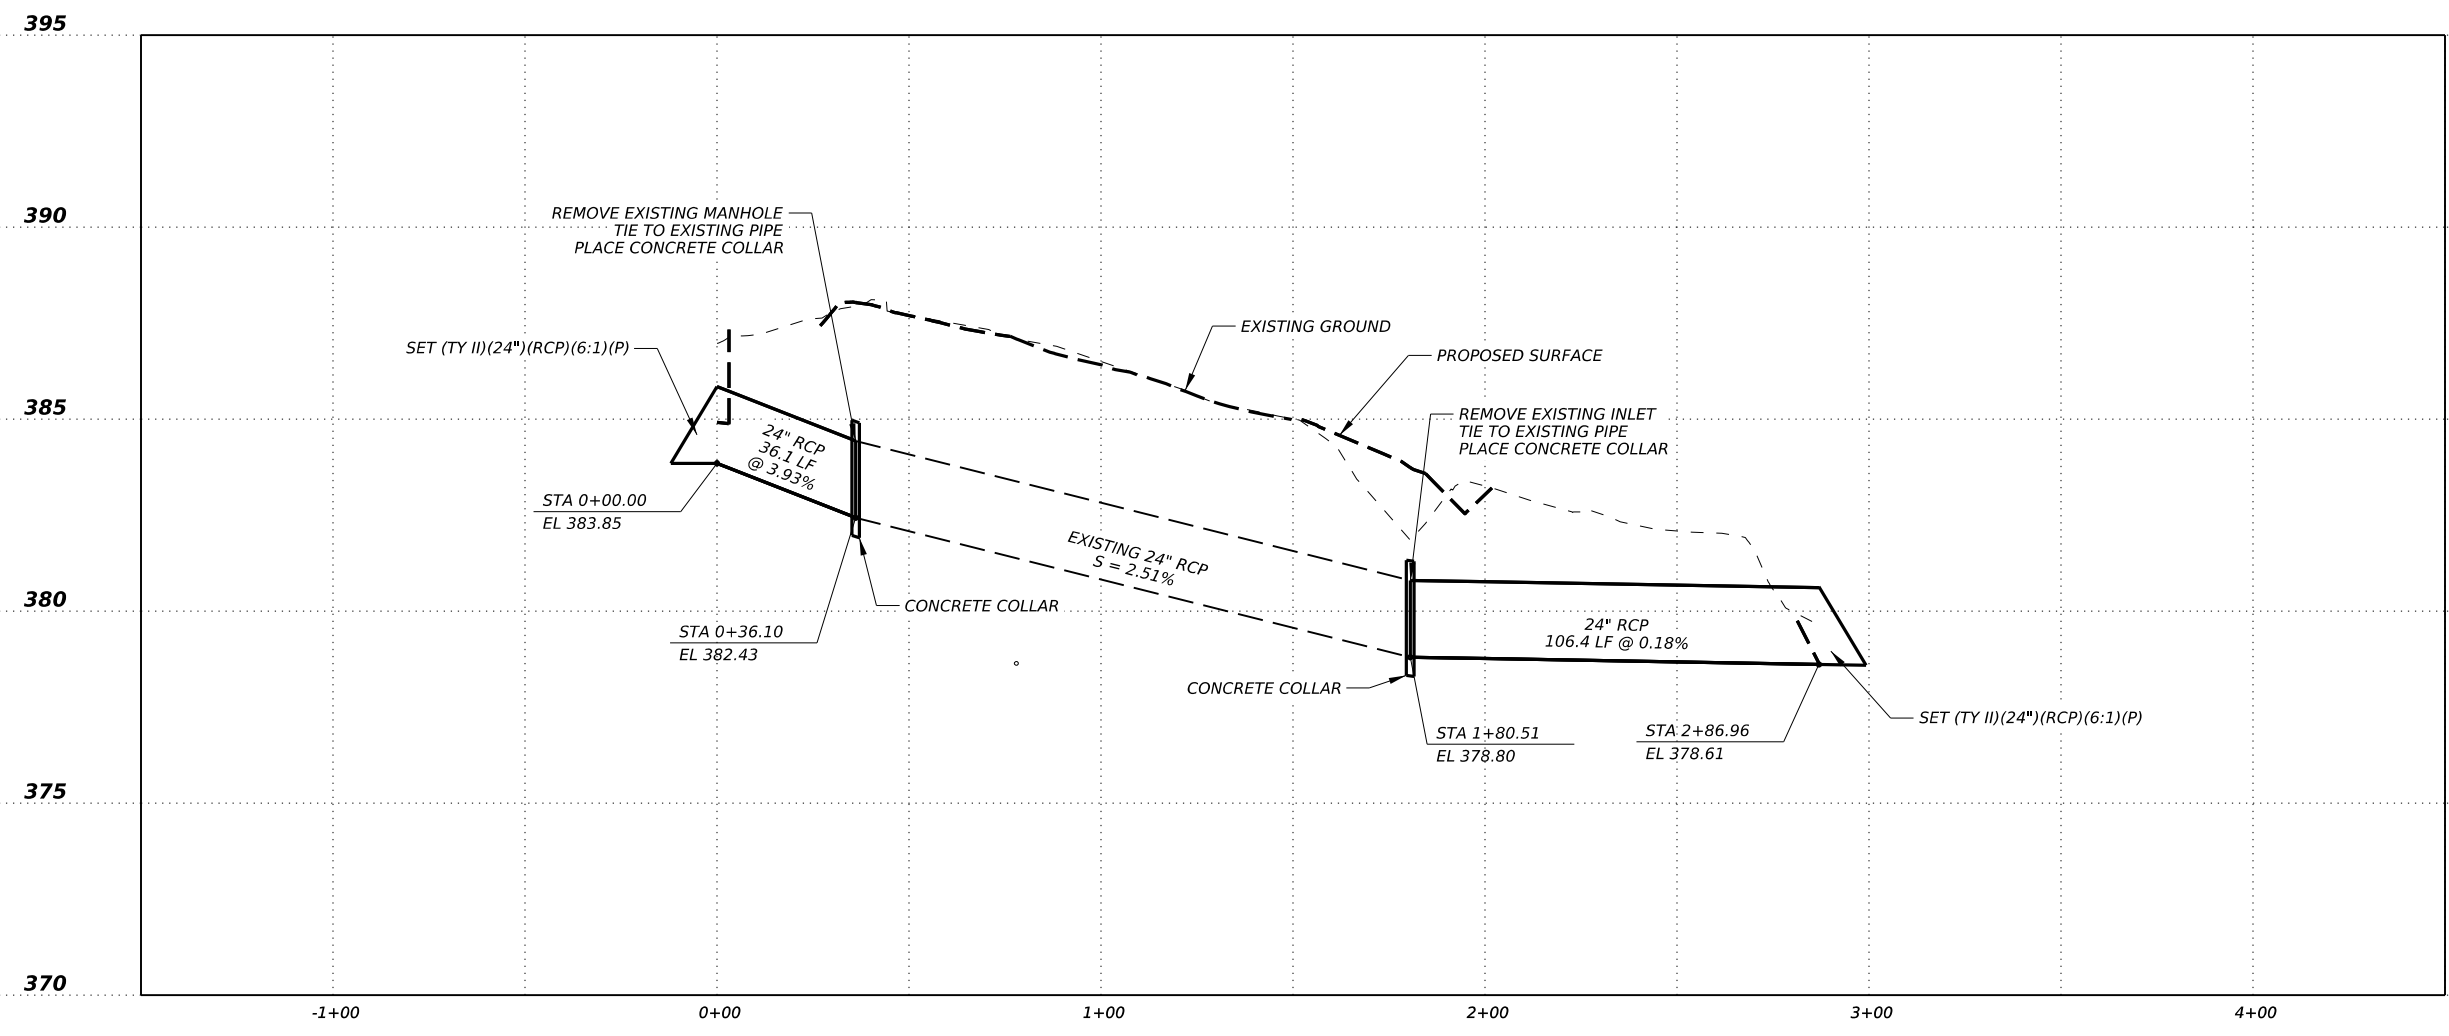 395
390
385
380
375
370
REMOVE EXISTING MANHOLE
TIE TO EXISTING PIPE
PLACE CONCRETE COLLAR
SET (TY II)(24")(RCP)(6:1)(P)
EXISTING GROUND
PROPOSED SURFACE
REMOVE EXISTING INLET
TIE TO EXISTING PIPE
PLACE CONCRETE COLLAR
24" RCP
36.1 LF
@ 3.93%
STA 0+00.00
EL 383.85
EXISTING 24" RCP
S = 2.51%
CONCRETE COLLAR
STA 0+36.10
EL 382.43
24" RCP
106.4 LF @ 0.18%
CONCRETE COLLAR
STA 1+80.51
EL 378.80
STA 2+86.96
EL 378.61
SET (TY II)(24")(RCP)(6:1)(P)
-1+00
0+00
1+00
2+00
3+00
4+00